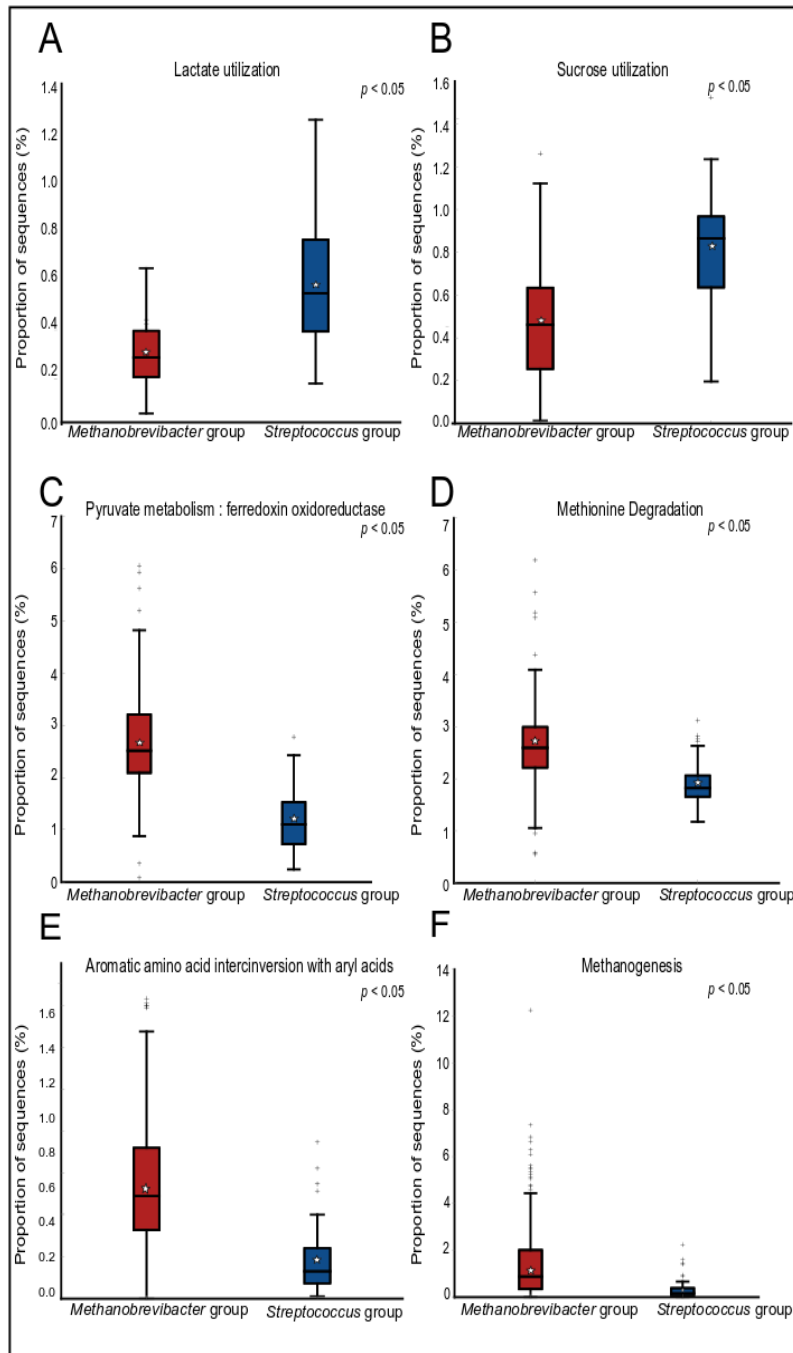 A
Lactate utilization
p < 0.05
Proportion of sequences (%)
1.4
1.2
1.0
0.8
0.6
0.4
0.2
0.0
Methanobrevibacter group
Streptococcus group
B
Sucrose utilization
p < 0.05
Proportion of sequences (%)
1.6
1.4
1.2
1.0
0.8
0.6
0.4
0.2
0.0
Methanobrevibacter group
Streptococcus group
C
Pyruvate metabolism : ferredoxin oxidoreductase
p < 0.05
Proportion of sequences (%)
7
6
5
4
3
2
1
0
Methanobrevibacter group
Streptococcus group
D
Methionine Degradation
p < 0.05
Proportion of sequences (%)
7
6
5
4
3
2
1
0
Methanobrevibacter group
Streptococcus group
E
Aromatic amino acid intercinversion with aryl acids
p < 0.05
Proportion of sequences (%)
1.6
1.4
1.2
1.0
0.8
0.6
0.4
0.2
0.0
Methanobrevibacter group
Streptococcus group
F
Methanogenesis
p < 0.05
Proportion of sequences (%)
14
12
10
8
6
4
2
0
Methanobrevibacter group
Streptococcus group